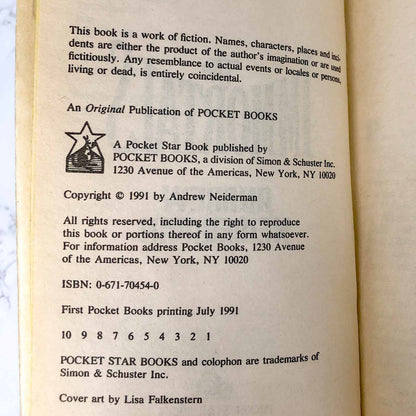 This book is a work of fiction. Names, characters, places and inci-
dents are either the product of the author's imagination or are used
fictitiously. Any resemblance to actual events or locales or persons,
living or dead, is entirely coincidental.
An Original Publication of POCKET BOOKS
A Pocket Star Book published by
POCKET BOOKS, a division of Simon & Schuster Inc.
1230 Avenue of the Americas, New York, NY 10020
Copyright © 1991 by Andrew Neiderman
All rights reserved, including the right to reproduce
this book or portions thereof in any form whatsoever.
For information address Pocket Books, 1230 Avenue
of the Americas, New York, NY 10020
ISBN: 0-671-70454-0
First Pocket Books printing July 1991
10 9 8 7 6 5 4 3 2 1
POCKET STAR BOOKS and colophon are trademarks of
Simon & Schuster Inc.
Cover art by Lisa Falkenstern